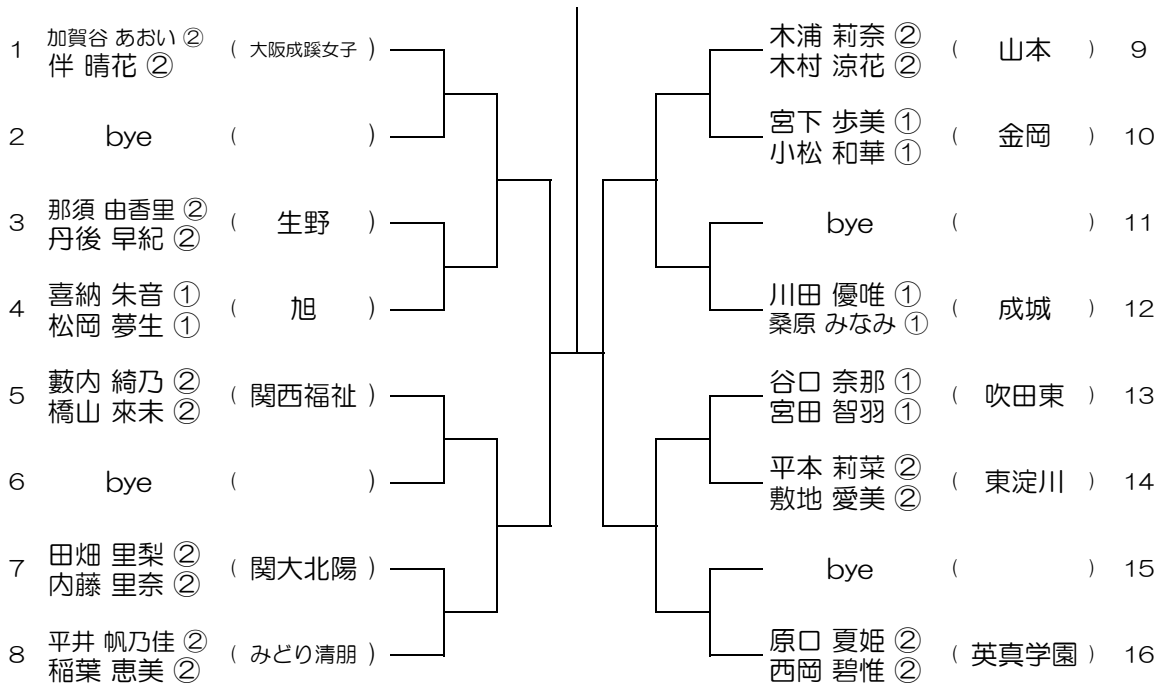 1 加賀谷 あおい ② ( 大阪成蹊女子 )
伴 晴花 ②
2 bye ( )
3 那須 由香里 ② ( 生野 )
丹後 早紀 ②
4 喜納 朱音 ① ( 旭 )
松岡 夢生 ①
5 藪内 綺乃 ② ( 関西福祉 )
橋山 來未 ②
6 bye ( )
7 田畑 里梨 ② ( 関大北陽 )
内藤 里奈 ②
8 平井 帆乃佳 ② ( みどり清朋 )
稲葉 恵美 ②
木浦 莉奈 ② ( 山本 ) 9
木村 涼花 ②
宮下 歩美 ① ( 金岡 ) 10
小松 和華 ①
bye ( ) 11
川田 優唯 ① ( 成城 ) 12
桑原 みなみ ①
谷口 奈那 ① ( 吹田東 ) 13
宮田 智羽 ①
平本 莉菜 ② ( 東淀川 ) 14
敷地 愛美 ②
bye ( ) 15
原口 夏姫 ② ( 英真学園 ) 16
西岡 碧惟 ②